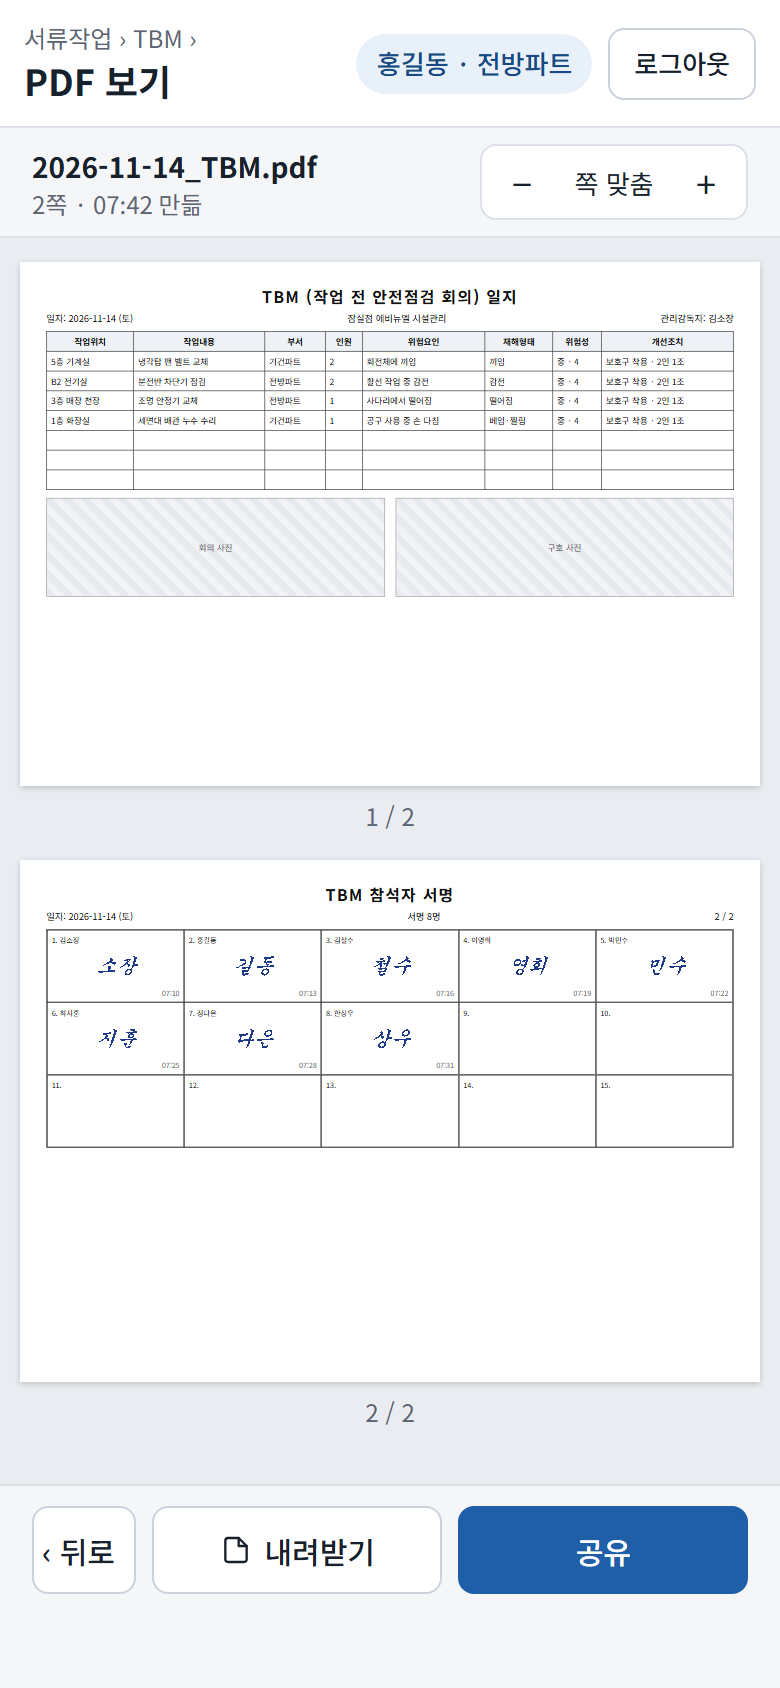 서류작업 › TBM ›
PDF 보기
홍길동 · 전방파트
로그아웃
2026-11-14_TBM.pdf
2쪽 · 07:42 만듦
− 쪽 맞춤 +
TBM (작업 전 안전점검 회의) 일지
일자: 2026-11-14 (토) 잠실점 에비뉴엘 시설관리 관리감독자: 김소장
작업위치 작업내용 부서 인원 위험요인 재해형태 위험성 개선조치
5층 기계실 냉각탑 팬 벨트 교체 기건파트 2 회전체에 끼임 끼임 중 · 4 보호구 착용 · 2인 1조
B2 전기실 분전반 차단기 점검 전방파트 2 활선 작업 중 감전 감전 중 · 4 보호구 착용 · 2인 1조
3층 매장 천장 조명 안정기 교체 전방파트 1 사다리에서 떨어짐 떨어짐 중 · 4 보호구 착용 · 2인 1조
1층 화장실 세면대 배관 누수 수리 기건파트 1 공구 사용 중 손 다침 베임·찔림 중 · 4 보호구 착용 · 2인 1조
회의 사진 구호 사진
1 / 2
TBM 참석자 서명
일자: 2026-11-14 (토) 서명 8명 2 / 2
1. 김소장 2. 홍길동 3. 김철수 4. 이영희 5. 박민수
소장 길동 철수 영희 민수
07:10 07:13 07:16 07:19 07:22
6. 최지훈 7. 정다은 8. 한상우 9. 10.
지훈 다은 상우
07:25 07:28 07:31
11. 12. 13. 14. 15.
2 / 2
‹ 뒤로
내려받기
공유